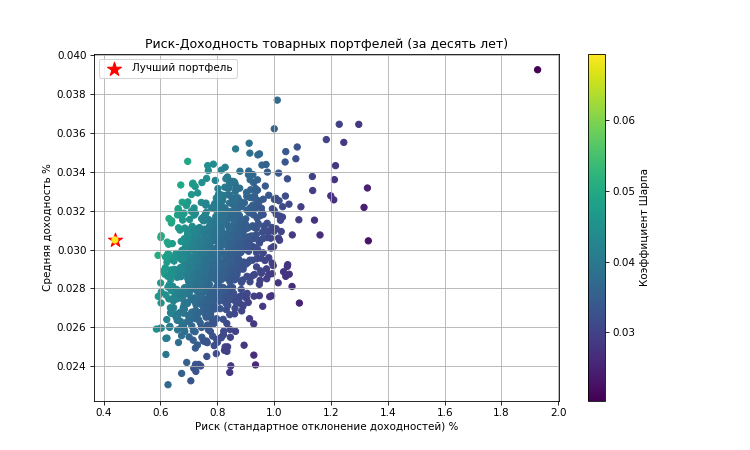 Риск-Доходность товарных портфелей (за десять лет)
Лучший портфель
Средняя доходность %
0.040
0.038
0.036
0.034
0.032
0.030
0.028
0.026
0.024
0.4 0.6 0.8 1.0 1.2 1.4 1.6 1.8 2.0
Риск (стандартное отклонение доходностей) %
0.06
0.05
0.04
0.03
Коэффициент Шарпа